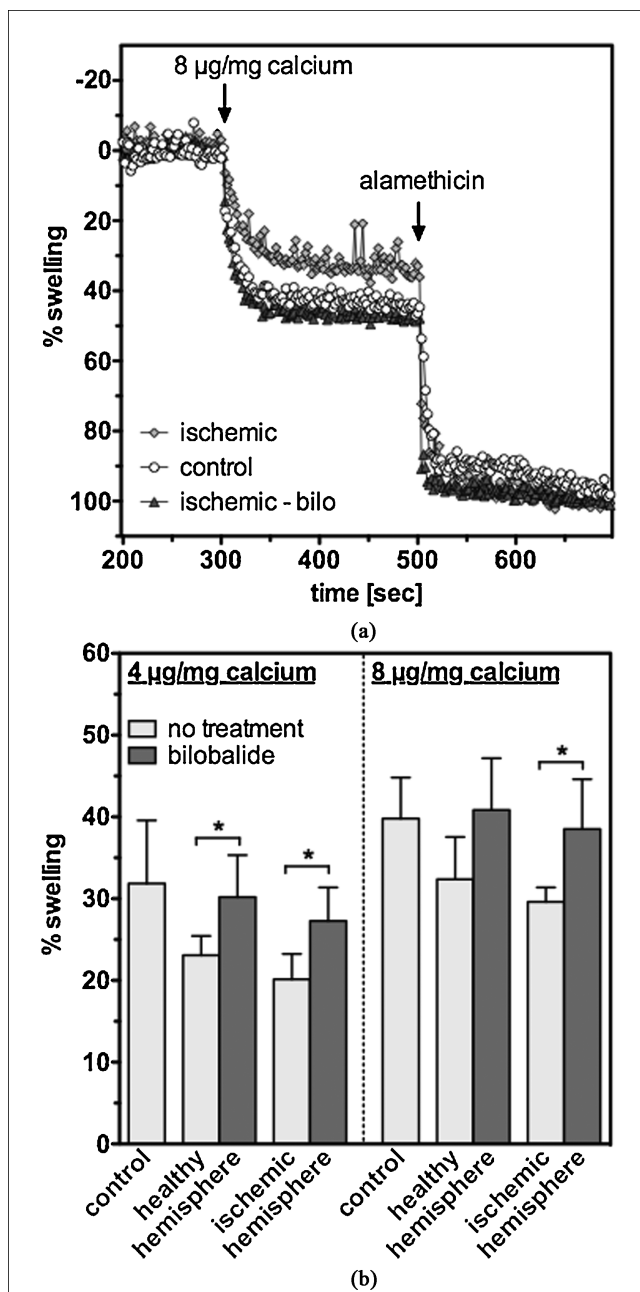 8 µg/mg calcium
alamethicin
-20
0
20
40
60
80
100
% swelling
ischemic
control
ischemic - bilo
200 300 400 500 600
time [sec]
(a)
60
50
40
30
20
10
0
% swelling
4 µg/mg calcium 8 µg/mg calcium
no treatment
bilobalide
* * *
control
healthy
hemisphere
ischemic
hemisphere
control
healthy
hemisphere
ischemic
hemisphere
(b)